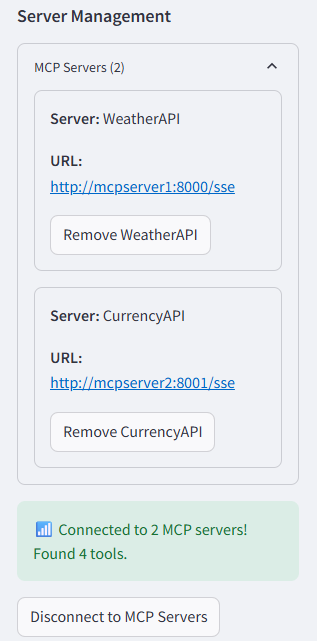 Server Management
MCP Servers (2)
Server: WeatherAPI
URL:
http://mcpserver1:8000/sse
Remove WeatherAPI
Server: CurrencyAPI
URL:
http://mcpserver2:8001/sse
Remove CurrencyAPI
Connected to 2 MCP servers!
Found 4 tools.
Disconnect to MCP Servers